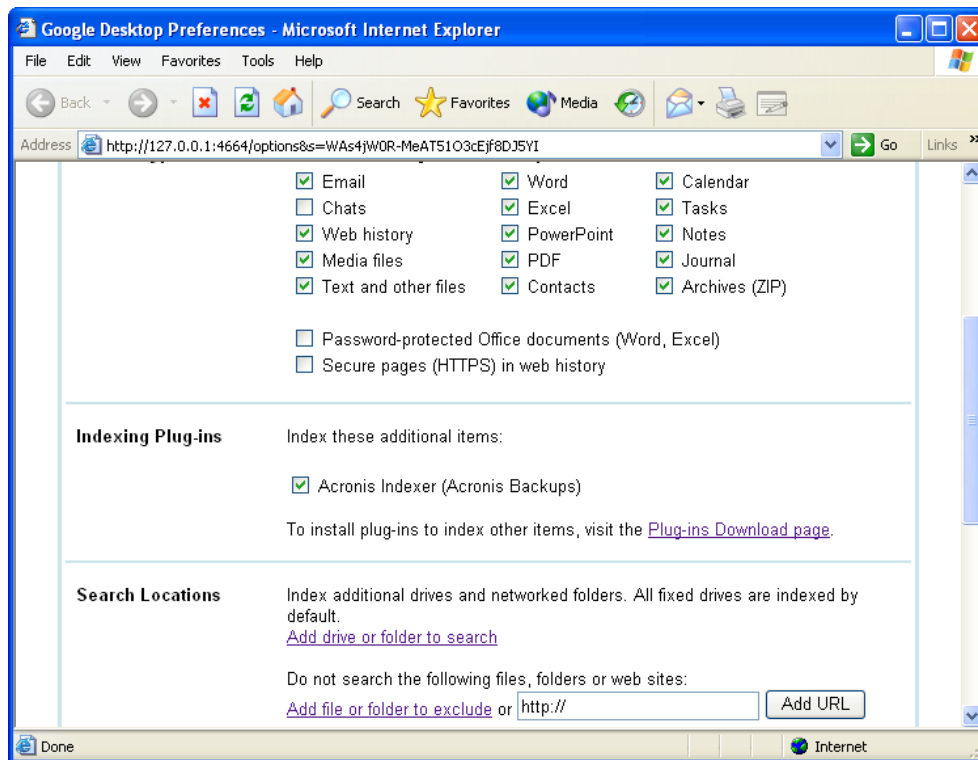 Google Desktop Preferences - Microsoft Internet Explorer
File Edit View Favorites Tools Help
Back Search Favorites Media
Address http://127.0.0.1:4664/options&s=WAs4jW0R-MeAT51O3cEjf8DJ5YI Go Links »
Email Word Calendar
Chats Excel Tasks
Web history PowerPoint Notes
Media files PDF Journal
Text and other files Contacts Archives (ZIP)
Password-protected Office documents (Word, Excel)
Secure pages (HTTPS) in web history
Indexing Plug-ins Index these additional items:
Acronis Indexer (Acronis Backups)
To install plug-ins to index other items, visit the Plug-ins Download page.
Search Locations Index additional drives and networked folders. All fixed drives are indexed by
default.
Add drive or folder to search
Do not search the following files, folders or web sites:
Add file or folder to exclude or http:// Add URL
Done Internet